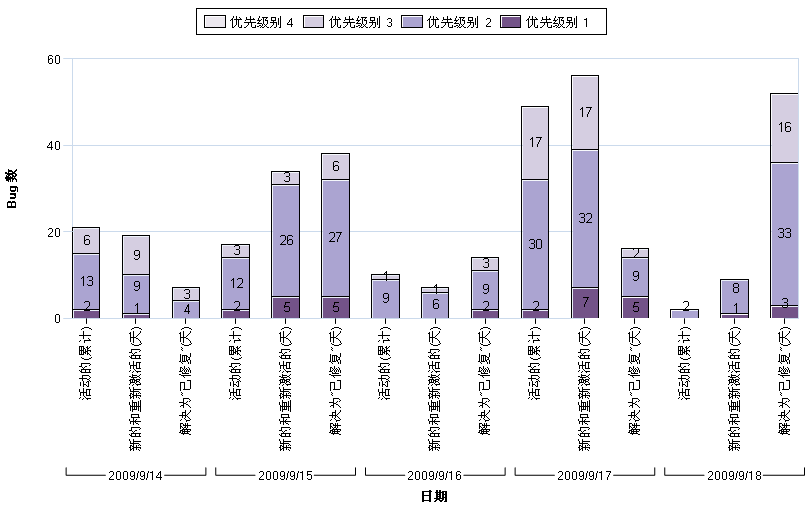 优先级别 4 优先级别 3 优先级别 2 优先级别 1
60
40
20
0
Bug 数
6 13 2
9 9 1
3 4
3 12 2
3 26 5
6 27 5
1 9
1 6
3 9 2
17 30 2
17 32 7
2 9 5
2
8 1
16 33 3
活动的(累计)
新的和重新激活的(天)
解决为"已修复"(天)
活动的(累计)
新的和重新激活的(天)
解决为"已修复"(天)
活动的(累计)
新的和重新激活的(天)
解决为"已修复"(天)
活动的(累计)
新的和重新激活的(天)
解决为"已修复"(天)
活动的(累计)
新的和重新激活的(天)
解决为"已修复"(天)
2009/9/14 2009/9/15 2009/9/16 2009/9/17 2009/9/18
日期